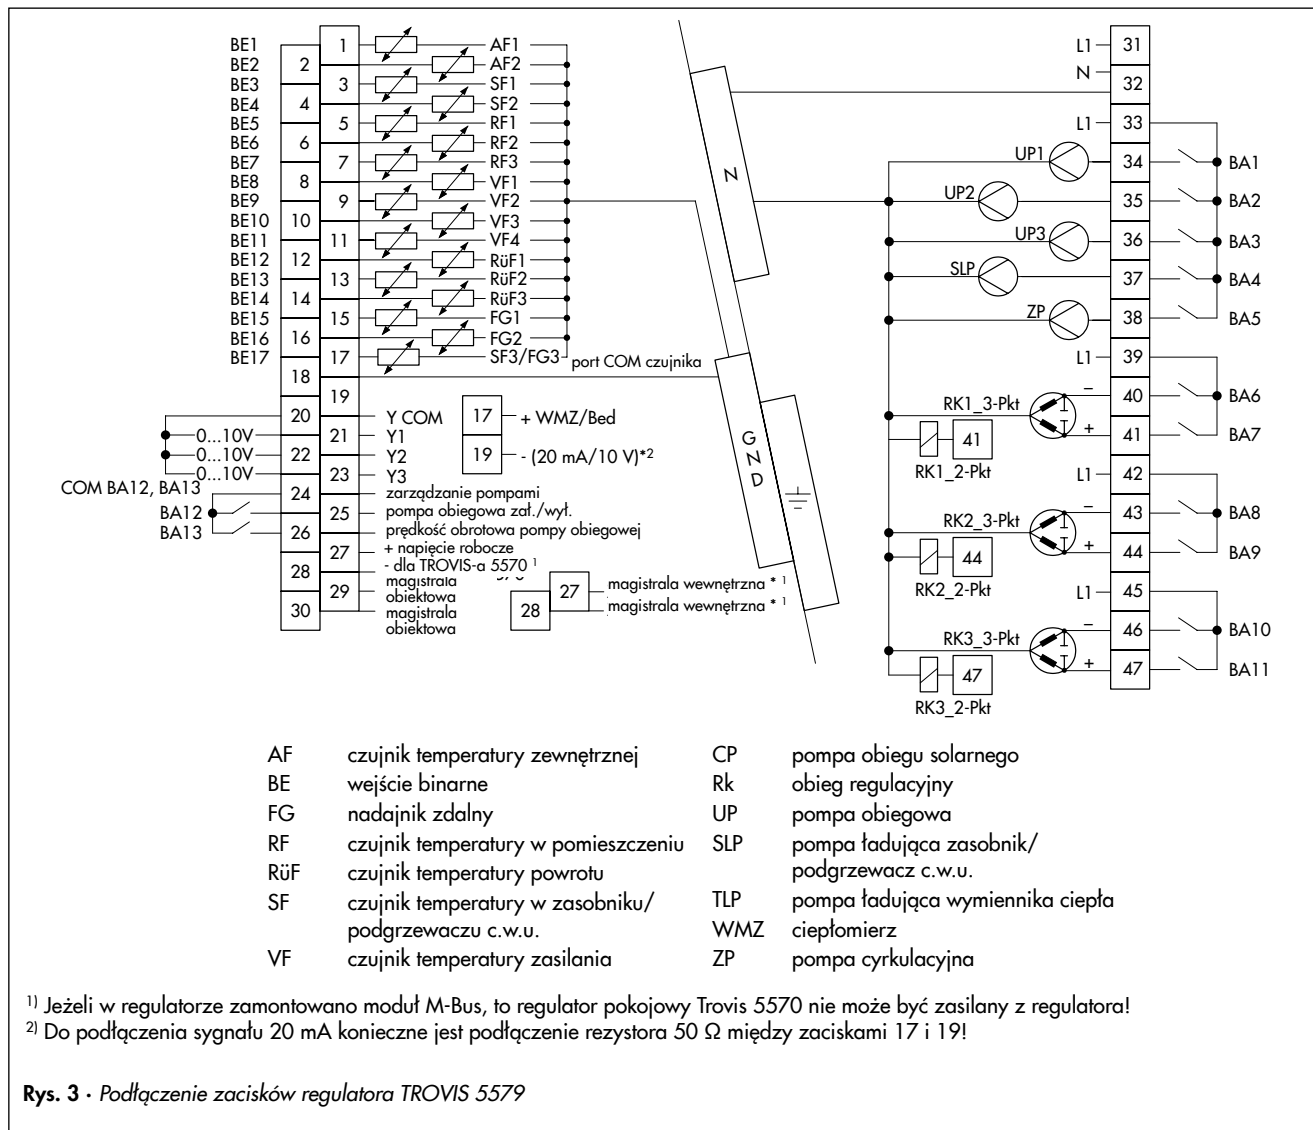 BE1 1 AF1
BE2 2 AF2
BE3 3 SF1
BE4 4 SF2
BE5 5 RF1
BE6 6 RF2
BE7 7 RF3
BE8 8 VF1
BE9 9 VF2
BE10 10 VF3
BE11 11 VF4
BE12 12 RüF1
BE13 13 RüF2
BE14 14 RüF3
BE15 15 FG1
BE16 16 FG2
BE17 17 SF3/FG3
18 port COM czujnika
19
20 Y COM
0...10V 21 Y1
0...10V 22 Y2
0...10V 23 Y3
COM BA12, BA13 24 zarządzanie pompami
BA12 25 pompa obiegowa zał./wył.
BA13 26 prędkość obrotowa pompy obiegowej
27 + napięcie robocze
28 - dla TROVIS-a 5570 1
29 magistrala
obiektowa
30 magistrala
obiektowa
17 + WMZ/Bed
19 - (20 mA/10 V)*2
27 magistrala wewnętrzna * 1
28 magistrala wewnętrzna * 1
N
GND
L1 31
N 32
L1 33
UP1 34 BA1
UP2 35 BA2
UP3 36 BA3
SLP 37 BA4
ZP 38 BA5
L1 39
RK1_3-Pkt − 40 BA6
41 + 41 BA7
RK1_2-Pkt
L1 42
RK2_3-Pkt − 43 BA8
44 + 44 BA9
RK2_2-Pkt
L1 45
RK3_3-Pkt − 46 BA10
47 + 47 BA11
RK3_2-Pkt
AF czujnik temperatury zewnętrznej
BE wejście binarne
FG nadajnik zdalny
RF czujnik temperatury w pomieszczeniu
RüF czujnik temperatury powrotu
SF czujnik temperatury w zasobniku/
podgrzewaczu c.w.u.
VF czujnik temperatury zasilania
CP pompa obiegu solarnego
Rk obieg regulacyjny
UP pompa obiegowa
SLP pompa ładująca zasobnik/
podgrzewacz c.w.u.
TLP pompa ładująca wymiennika ciepła
WMZ ciepłomierz
ZP pompa cyrkulacyjna
1) Jeżeli w regulatorze zamontowano moduł M-Bus, to regulator pokojowy Trovis 5570 nie może być zasilany z regulatora!
2) Do podłączenia sygnału 20 mA konieczne jest podłączenie rezystora 50 Ω między zaciskami 17 i 19!
Rys. 3 · Podłączenie zacisków regulatora TROVIS 5579